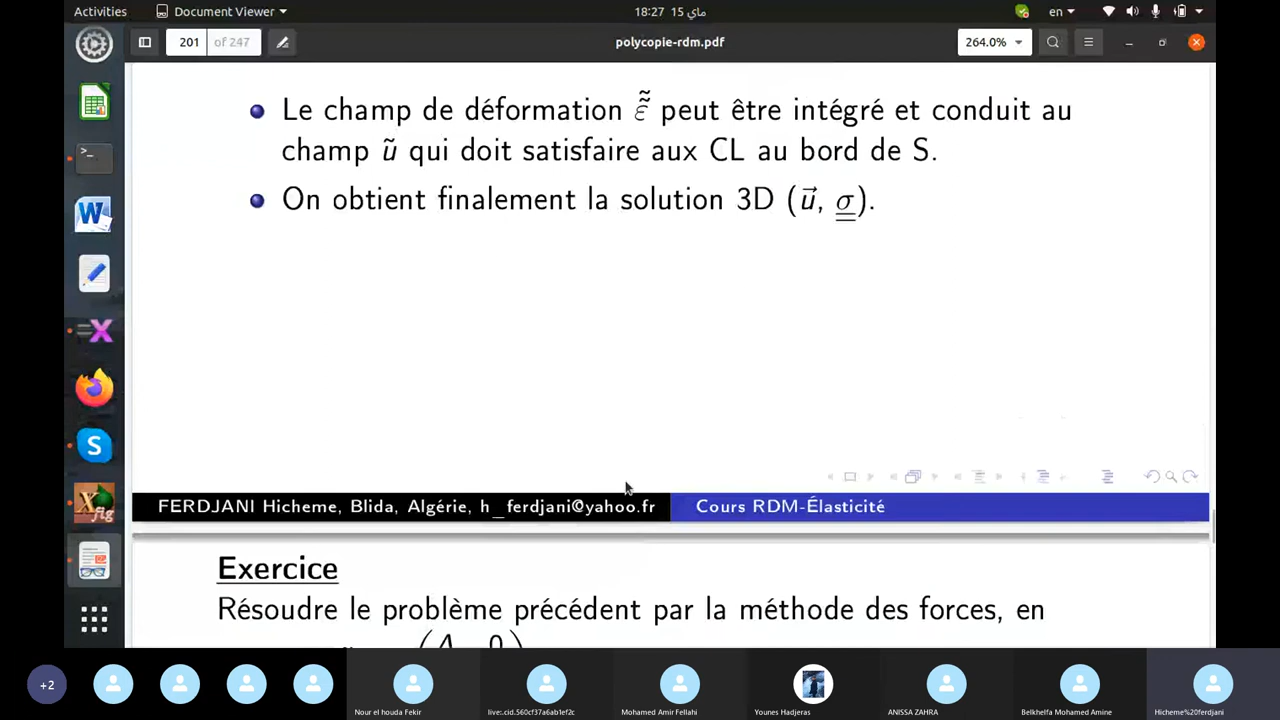 Activities Document Viewer 18:27 ماي 15 en
201 of 247 polycopie-rdm.pdf 264.0%
Le champ de déformation ε̃̃ peut être intégré et conduit au
champ ũ qui doit satisfaire aux CL au bord de S.
On obtient finalement la solution 3D (u⃗, σ).
FERDJANI Hicheme, Blida, Algérie, h_ferdjani@yahoo.fr Cours RDM-Élasticité
Exercice
Résoudre le problème précédent par la méthode des forces, en
+2
Nour el houda Fekir live:.cid.560cf37a6ab1ef2c Mohamed Amir Fellahi Younes Hadjeras ANISSA ZAHRA Belkhelfa Mohamed Amine Hicheme%20ferdjani